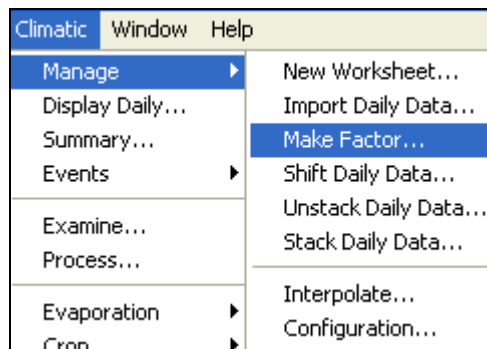 Climatic Window Help
Manage
Display Daily...
Summary...
Events
Examine...
Process...
Evaporation
Crop
New Worksheet...
Import Daily Data...
Make Factor...
Shift Daily Data...
Unstack Daily Data...
Stack Daily Data...
Interpolate...
Configuration...